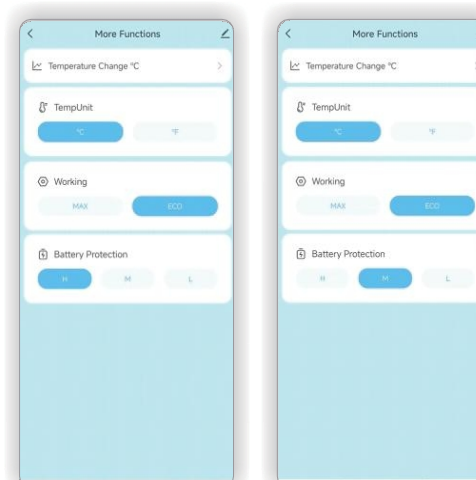 More Functions
Temperature Change °C
TempUnit
°C °F
Working
MAX ECO
Battery Protection
H M L
More Functions
Temperature Change °C
TempUnit
°C °F
Working
MAX ECO
Battery Protection
H M L